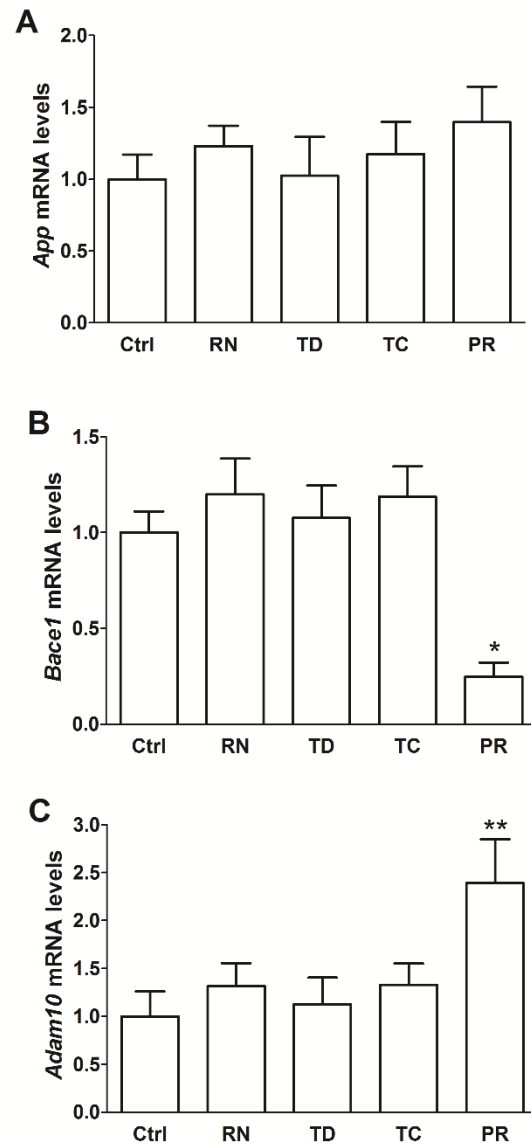 A
App mRNA levels
2.0
1.5
1.0
0.5
0.0
Ctrl RN TD TC PR
B
Bace1 mRNA levels
1.5
1.0
0.5
0.0
*
Ctrl RN TD TC PR
C
Adam10 mRNA levels
3.0
2.5
2.0
1.5
1.0
0.5
0.0
**
Ctrl RN TD TC PR